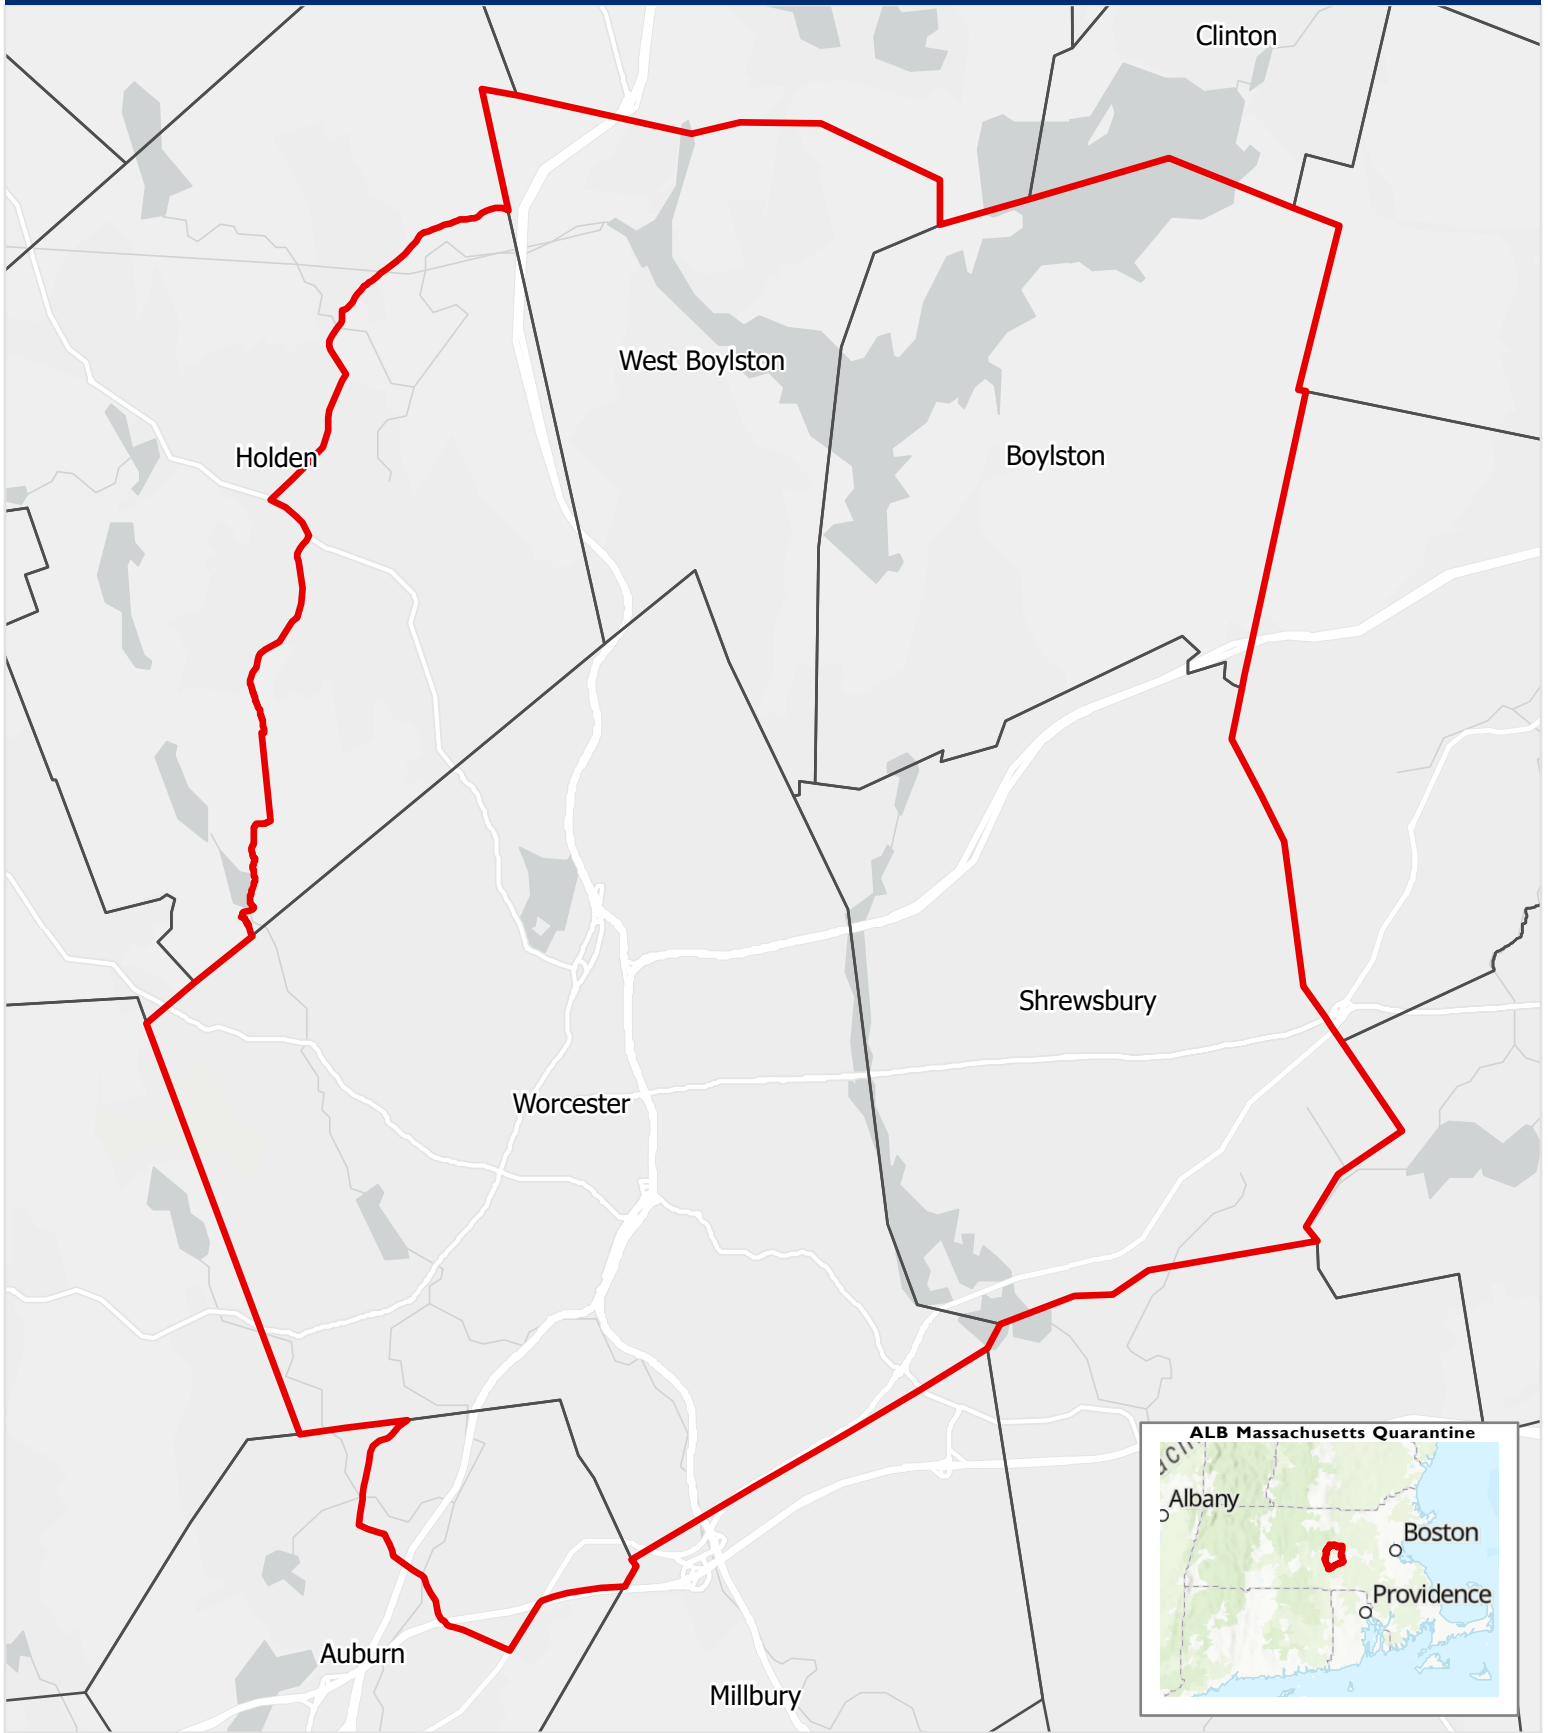 Clinton
West Boylston
Holden
Boylston
Shrewsbury
Worcester
ALB Massachusetts Quarantine
Albany
Boston
Providence
Auburn
Millbury